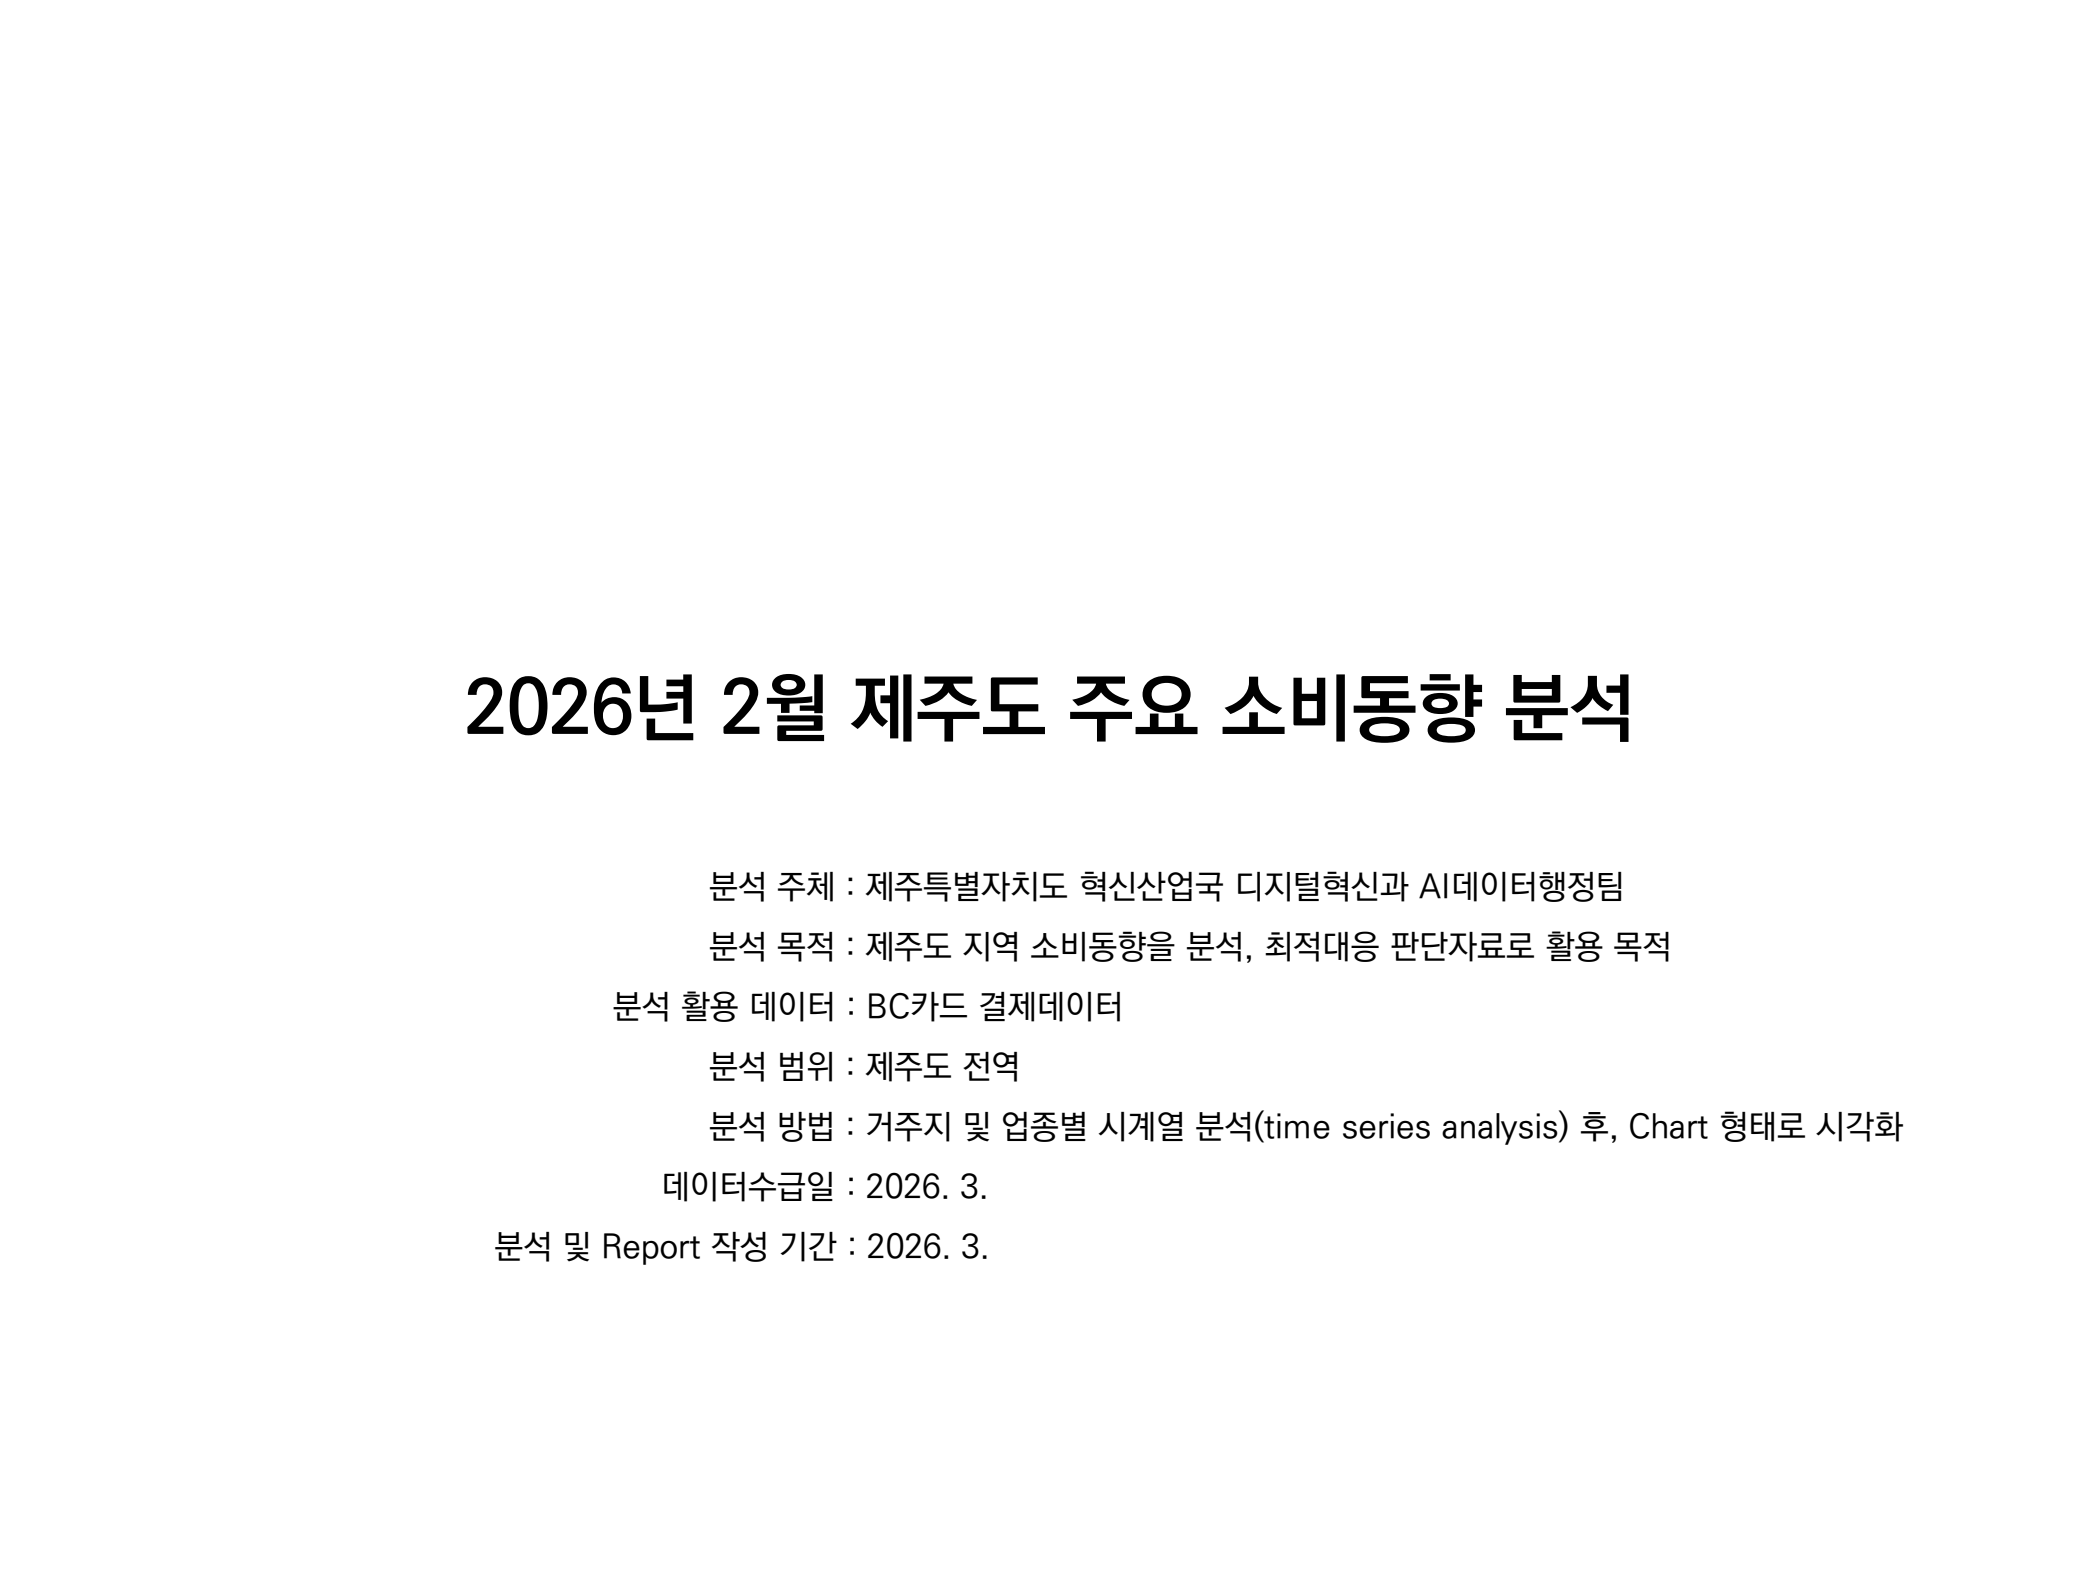 2026년 2월 제주도 주요 소비동향 분석
분석 주체 : 제주특별자치도 혁신산업국 디지털혁신과 AI데이터행정팀
분석 목적 : 제주도 지역 소비동향을 분석, 최적대응 판단자료로 활용 목적
분석 활용 데이터 : BC카드 결제데이터
분석 범위 : 제주도 전역
분석 방법 : 거주지 및 업종별 시계열 분석(time series analysis) 후, Chart 형태로 시각화
데이터수급일 : 2026. 3.
분석 및 Report 작성 기간 : 2026. 3.